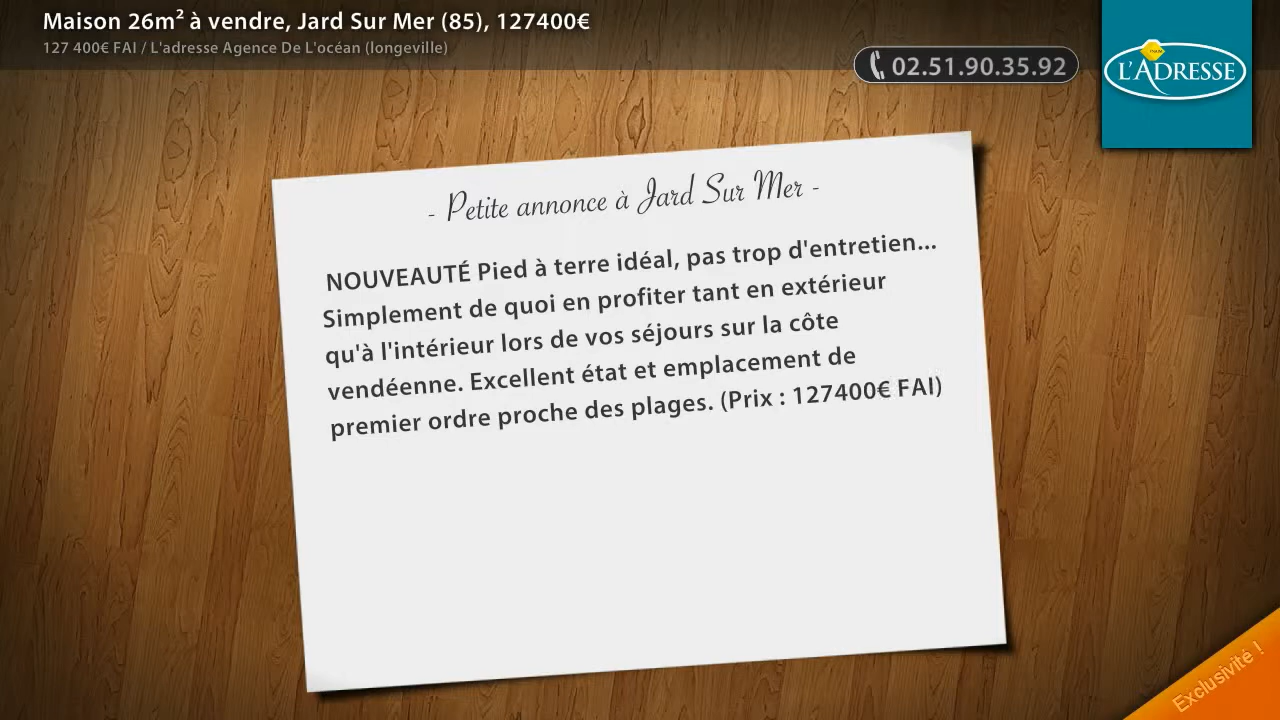 Maison 26m² à vendre, Jard Sur Mer (85), 127400€
127 400€ FAI / L'adresse Agence De L'océan (longeville)
02.51.90.35.92
L'ADRESSE
- Petite annonce à Jard Sur Mer -
NOUVEAUTÉ Pied à terre idéal, pas trop d'entretien...
Simplement de quoi en profiter tant en extérieur
qu'à l'intérieur lors de vos séjours sur la côte
vendéenne. Excellent état et emplacement de
premier ordre proche des plages. (Prix : 127400€ FAI)
Exclusivité !